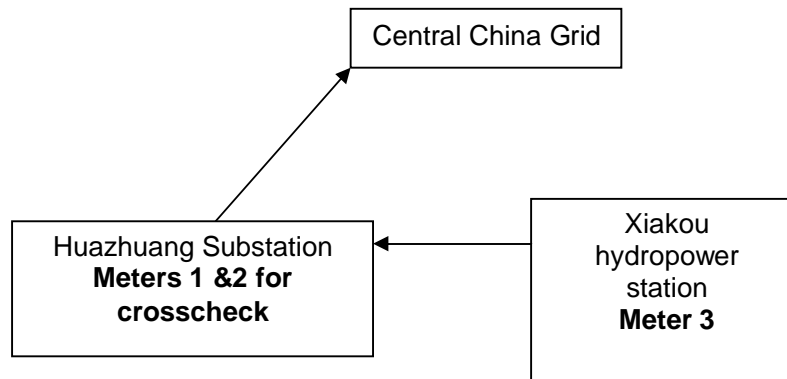 Central China Grid
Huazhuang Substation
Meters 1 &2 for
crosscheck
Xiakou
hydropower
station
Meter 3